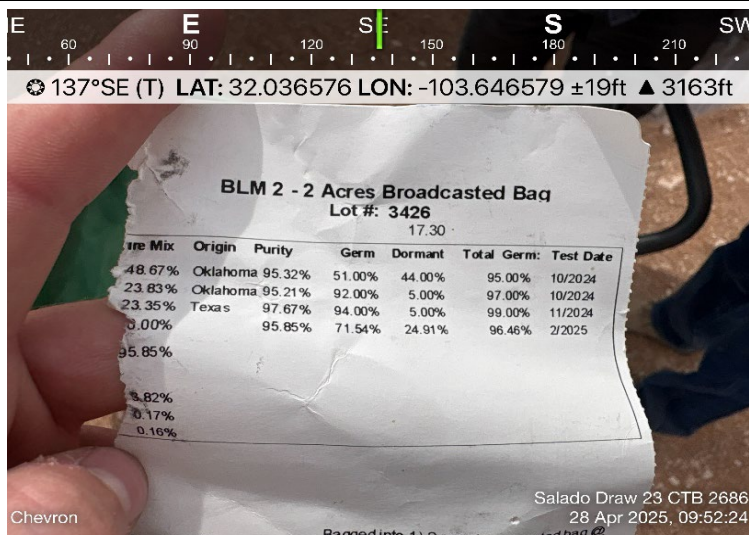 E S S SW
60 90 120 150 180 210
137°SE (T) LAT: 32.036576 LON: -103.646579 ±19ft ▲ 3163ft
BLM 2 - 2 Acres Broadcasted Bag
Lot #: 3426
17.30
Mix Origin Purity Germ Dormant Total Germ: Test Date
48.67% Oklahoma 95.32% 51.00% 44.00% 95.00% 10/2024
23.83% Oklahoma 95.21% 92.00% 5.00% 97.00% 10/2024
23.35% Texas 97.67% 94.00% 5.00% 99.00% 11/2024
0.00% 95.85% 71.54% 24.91% 96.46% 2/2025
95.85%
3.82%
0.17%
0.16%
Salado Draw 23 CTB 2686
Chevron 28 Apr 2025, 09:52:24
Bagged into